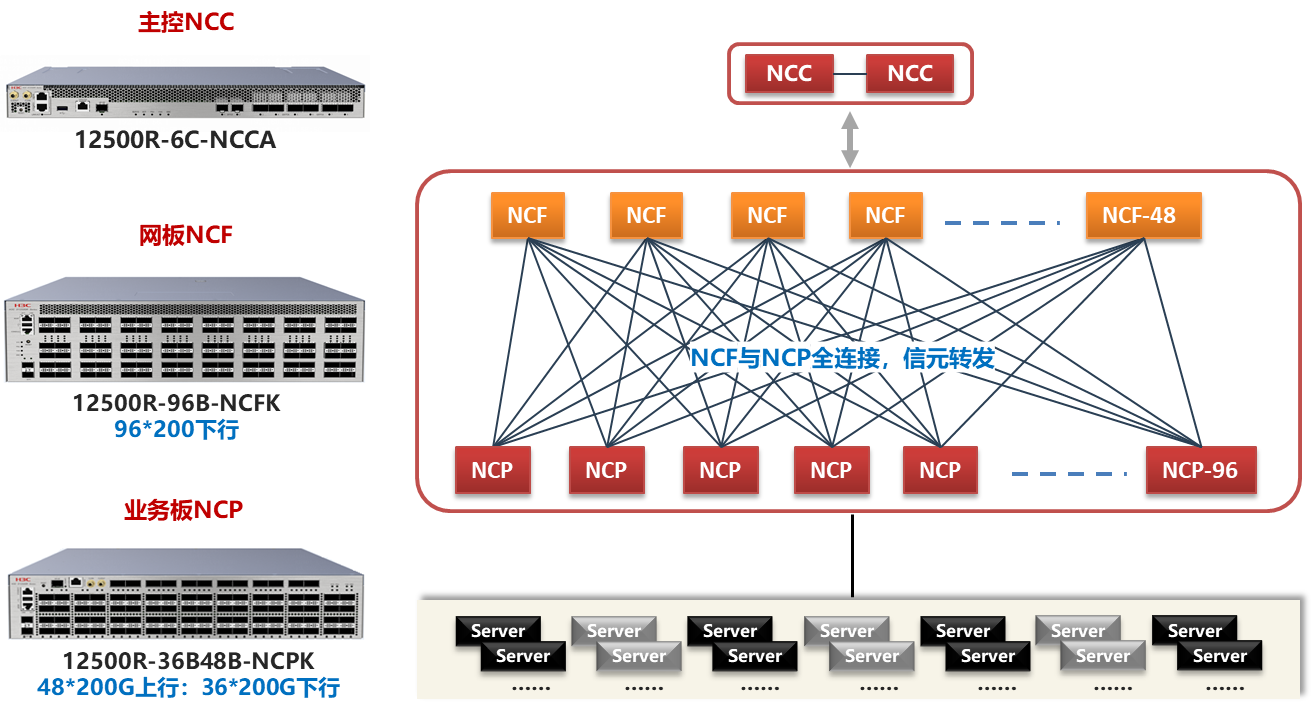 主控NCC
H3C
12500R-6C-NCCA
网板NCF
H3C
12500R-96B-NCFK
96*200下行
业务板NCP
H3C
12500R-36B48B-NCPK
48*200G上行：36*200G下行
NCC NCC
NCF NCF NCF NCF NCF-48
NCF与NCP全连接，信元转发
NCP NCP NCP NCP NCP NCP-96
Server Server Server Server Server Server Server
Server Server Server Server Server Server Server
...... ...... ...... ...... ...... ...... ......